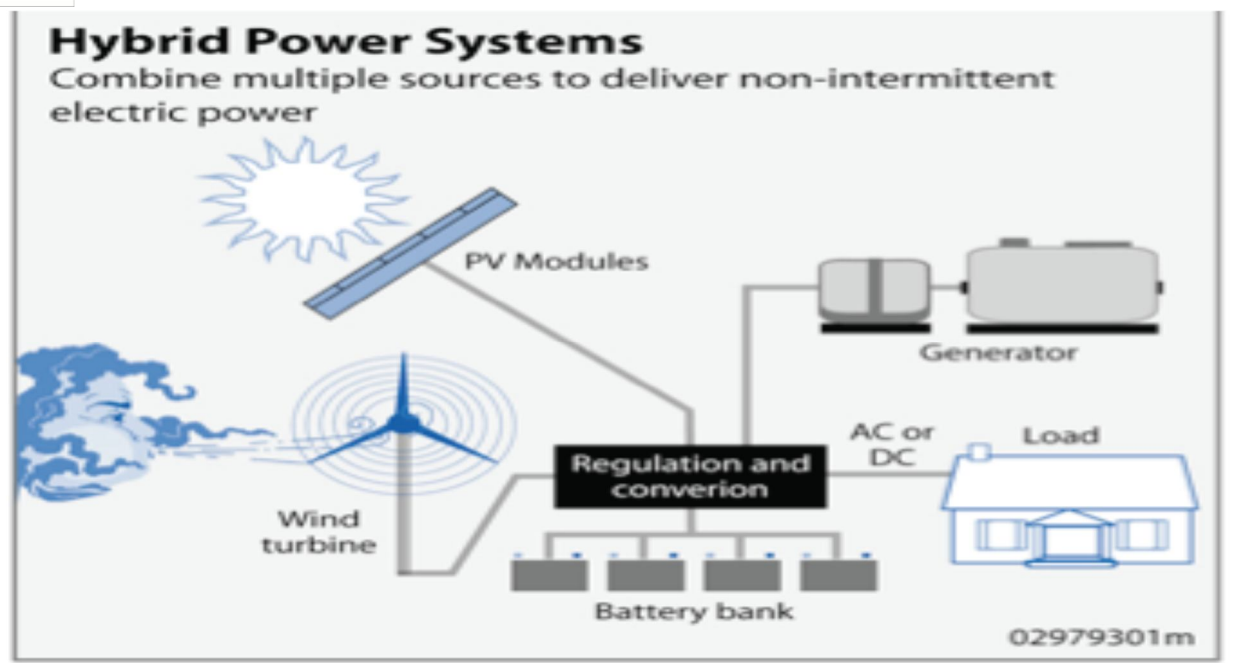 Hybrid Power Systems
Combine multiple sources to deliver non-intermittent
electric power
PV Modules
Generator
AC or
DC
Load
Regulation and
converion
Wind
turbine
Battery bank
02979301m